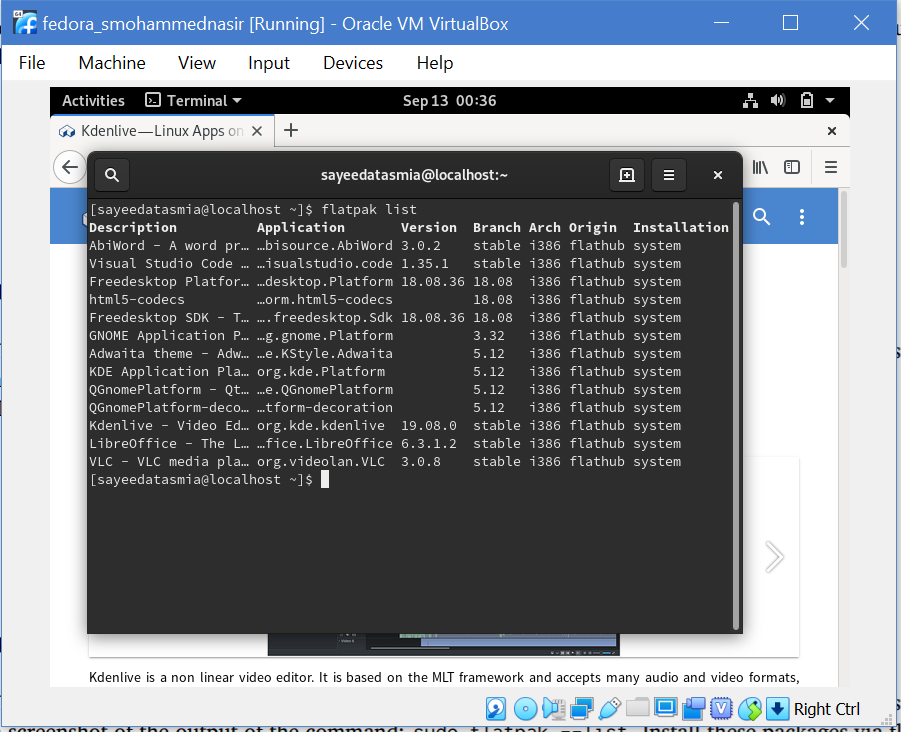 fedora_smohammednasir [Running] - Oracle VM VirtualBox
File Machine View Input Devices Help
Activities Terminal Sep 13 00:36
Kdenlive—Linux Apps on
sayeedatasmia@localhost:~
[sayeedatasmia@localhost ~]$ flatpak list
Description Application Version Branch Arch Origin Installation
AbiWord - A word pr… …bisource.AbiWord 3.0.2 stable i386 flathub system
Visual Studio Code … …isualstudio.code 1.35.1 stable i386 flathub system
Freedesktop Platfor… …desktop.Platform 18.08.36 18.08 i386 flathub system
html5-codecs …orm.html5-codecs 18.08 i386 flathub system
Freedesktop SDK - T… ….freedesktop.Sdk 18.08.36 18.08 i386 flathub system
GNOME Application P… …g.gnome.Platform 3.32 i386 flathub system
Adwaita theme - Adw… …e.KStyle.Adwaita 5.12 i386 flathub system
KDE Application Pla… org.kde.Platform 5.12 i386 flathub system
QGnomePlatform - Qt… …e.QGnomePlatform 5.12 i386 flathub system
QGnomePlatform-deco… …tform-decoration 5.12 i386 flathub system
Kdenlive - Video Ed… org.kde.kdenlive 19.08.0 stable i386 flathub system
LibreOffice - The L… …fice.LibreOffice 6.3.1.2 stable i386 flathub system
VLC - VLC media pla… org.videolan.VLC 3.0.8 stable i386 flathub system
[sayeedatasmia@localhost ~]$
Kdenlive is a non linear video editor. It is based on the MLT framework and accepts many audio and video formats,
Right Ctrl
screenshot of the output of the command: sudo flatpak --list. Install these packages via